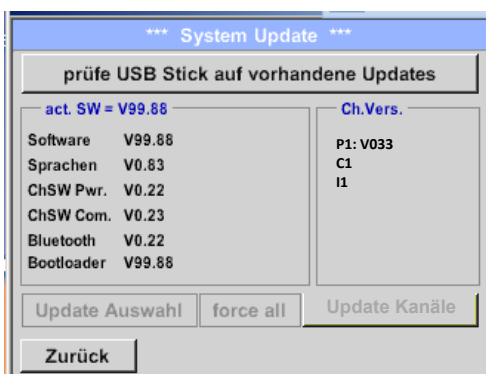 *** System Update ***
prüfe USB Stick auf vorhandene Updates
act. SW = V99.88
Software V99.88
Sprachen V0.83
ChSW Pwr. V0.22
ChSW Com. V0.23
Bluetooth V0.22
Bootloader V99.88
Ch.Vers.
P1: V033
C1
I1
Update Auswahl
force all
Update Kanäle
Zurück